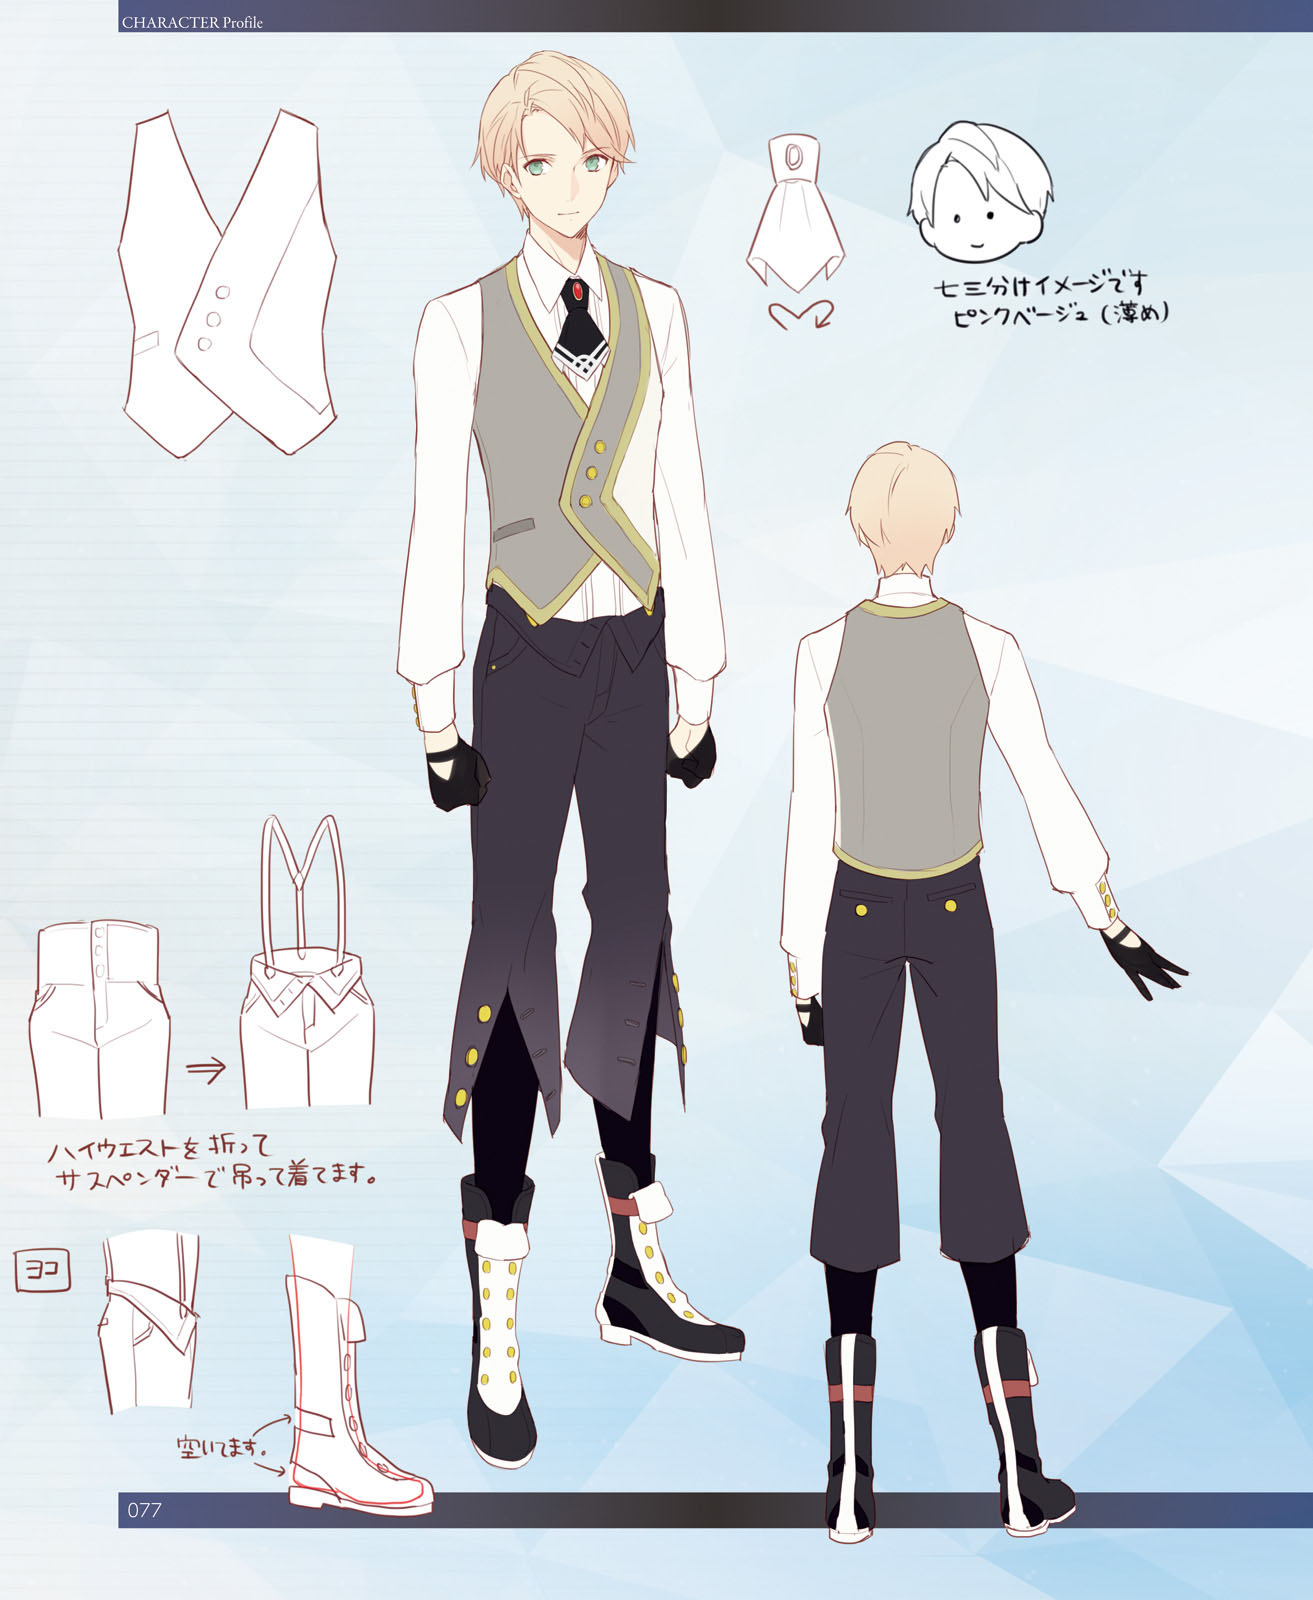 CHARACTER Profile
七三分けイメージです
ピンクベージュ(薄め)
ハイウエストを折って
サスペンダーで吊って着てます。
ヨコ
空いてます。
077